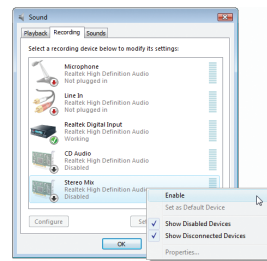 Sound
Playback Recording Sounds
Select a recording device below to modify its settings:
Microphone
Realtek High Definition Audio
Not plugged in
Line In
Realtek High Definition Audio
Not plugged in
Realtek Digital Input
Realtek High Definition Audio
Working
CD Audio
Realtek High Definition Audio
Disabled
Stereo Mix
Realtek High Definition Audio
Disabled
Enable
Set as Default Device
Show Disabled Devices
Show Disconnected Devices
Properties...
Configure
Set
OK